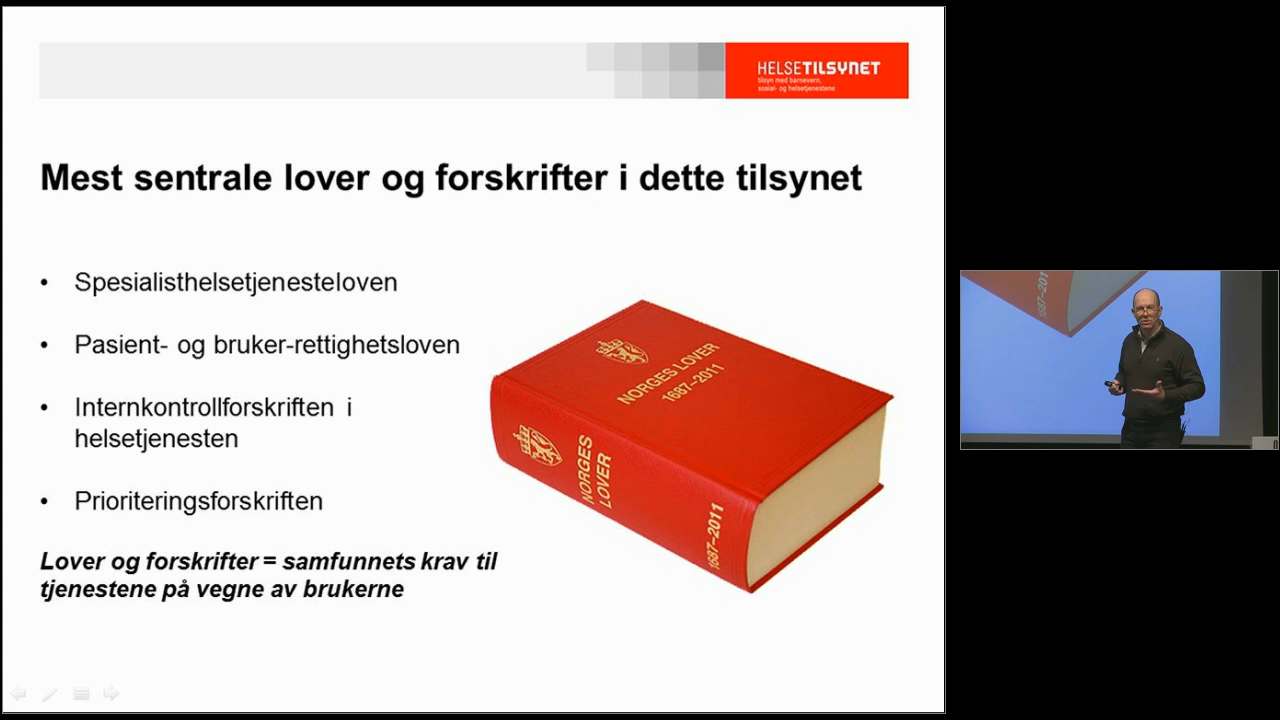 HELSETILSYNET
tilsyn med barnevern,
sosial- og helsetjenestene
Mest sentrale lover og forskrifter i dette tilsynet
• Spesialisthelsetjenesteloven
• Pasient- og bruker-rettighetsloven
• Internkontrollforskriften i
helsetjenesten
• Prioriteringsforskriften
Lover og forskrifter = samfunnets krav til
tjenestene på vegne av brukerne
NORGES LOVER
1687–2011
NORGES
LOVER
1687–2011
1687–201